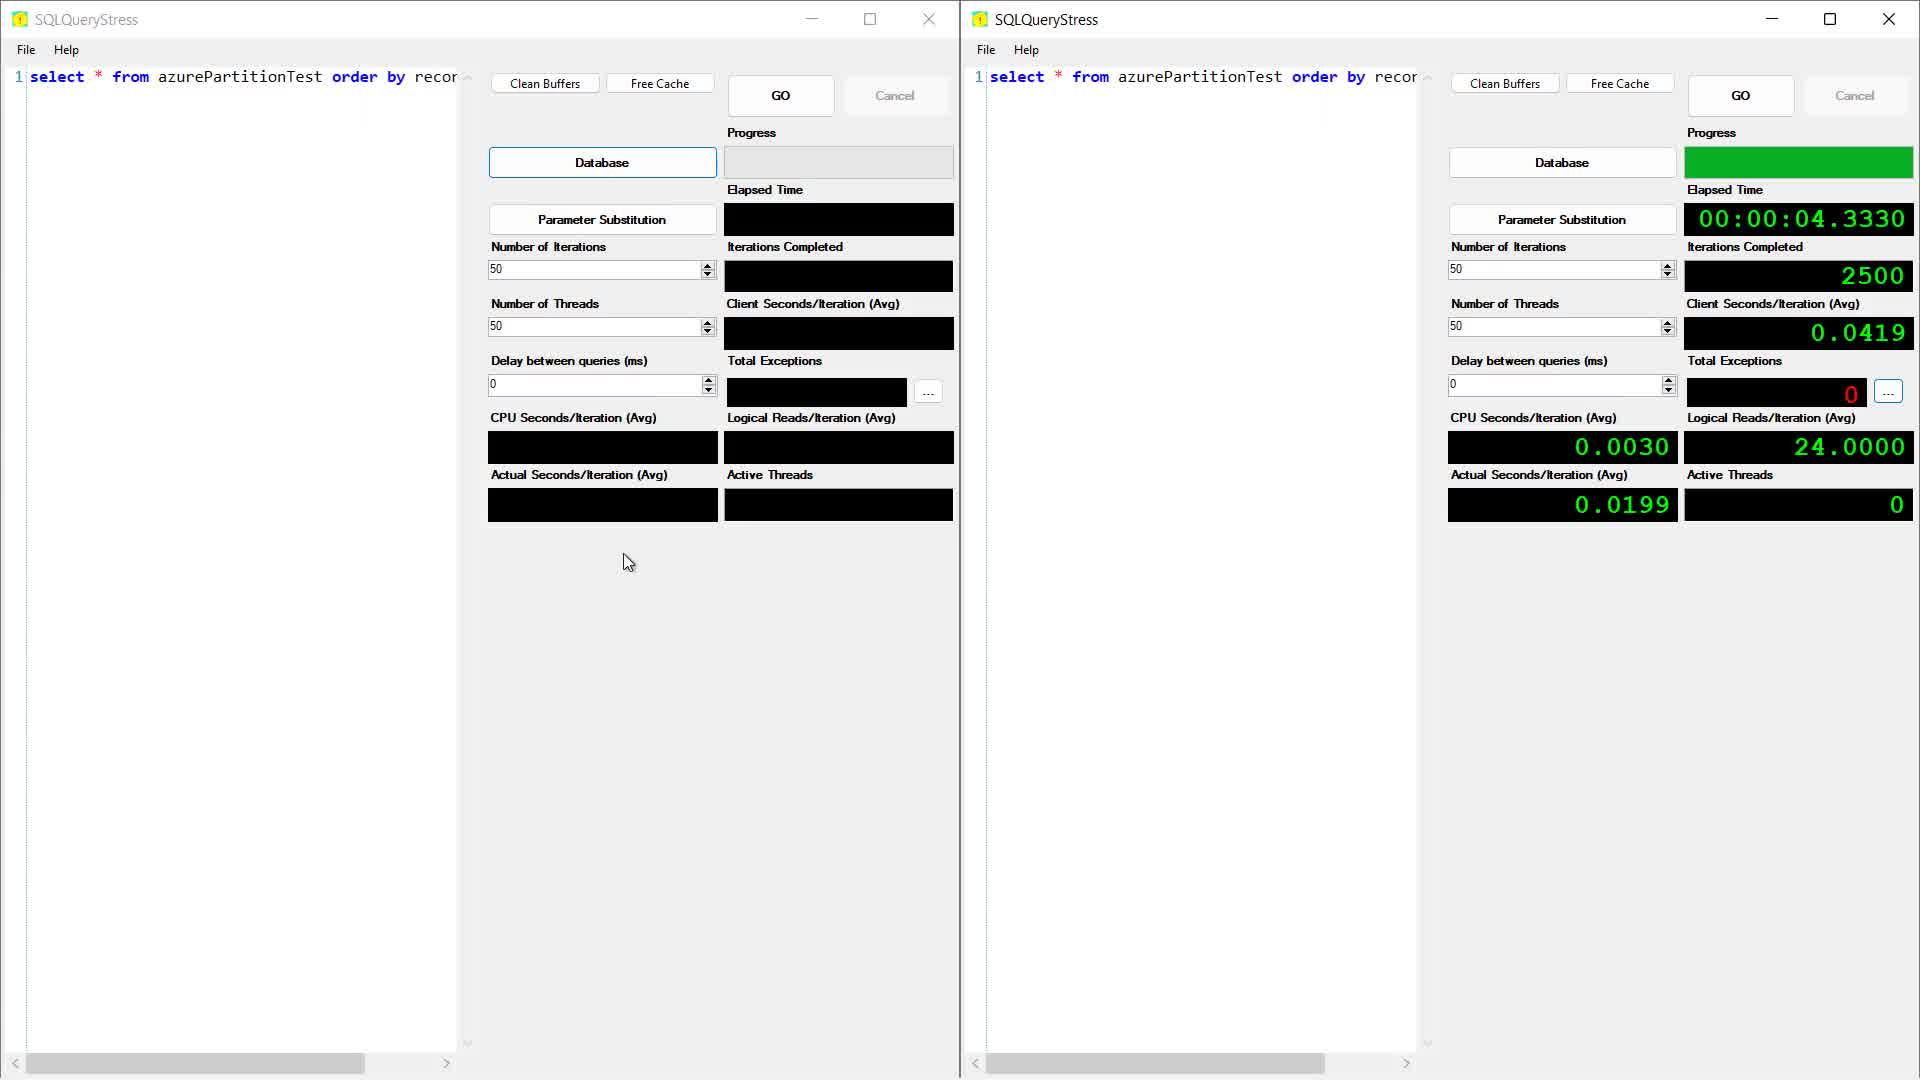 SQLQueryStress
File Help
1 select * from azurePartitionTest order by recor
Clean Buffers Free Cache
GO Cancel
Progress
Database
Elapsed Time
Parameter Substitution
Number of Iterations Iterations Completed
50
Number of Threads Client Seconds/Iteration (Avg)
50
Delay between queries (ms) Total Exceptions
0 ...
CPU Seconds/Iteration (Avg) Logical Reads/Iteration (Avg)
Actual Seconds/Iteration (Avg) Active Threads
SQLQueryStress
File Help
1 select * from azurePartitionTest order by recor
Clean Buffers Free Cache
GO Cancel
Progress
Database
Elapsed Time
Parameter Substitution 00:00:04.3330
Number of Iterations Iterations Completed
50 2500
Number of Threads Client Seconds/Iteration (Avg)
50 0.0419
Delay between queries (ms) Total Exceptions
0 0 ...
CPU Seconds/Iteration (Avg) Logical Reads/Iteration (Avg)
0.0030 24.0000
Actual Seconds/Iteration (Avg) Active Threads
0.0199 0